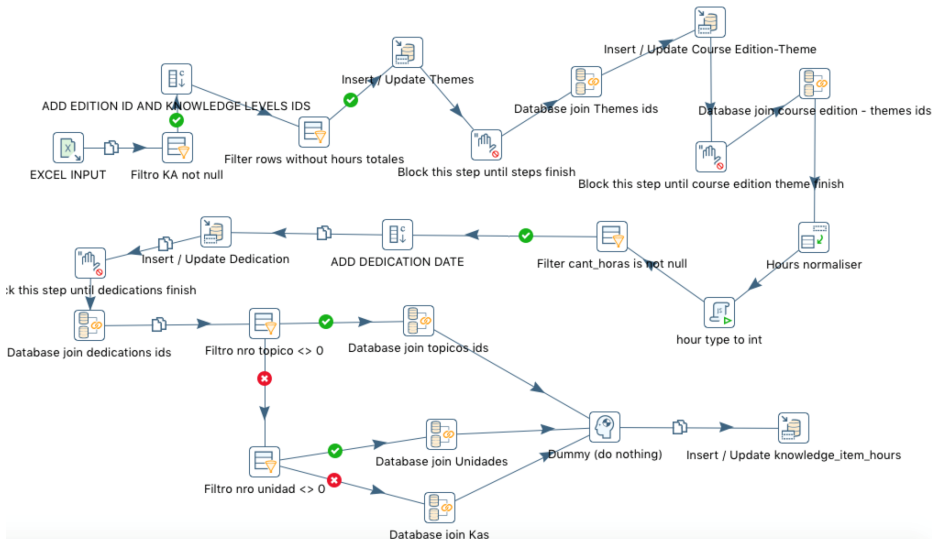 Insert / Update Course Edition-Theme
Insert / Update Themes
ADD EDITION ID AND KNOWLEDGE LEVELS IDS
Database join Themes ids
Database join course edition - themes ids
EXCEL INPUT
Filtro KA not null
Filter rows without hours totales
Block this step until steps finish
Block this step until course edition theme finish
Insert / Update Dedication
ADD DEDICATION DATE
Filter cant_horas is not null
Hours normaliser
ck this step until dedications finish
hour type to int
Database join dedications ids
Filtro nro topico <> 0
Database join topicos ids
Database join Unidades
Dummy (do nothing)
Insert / Update knowledge_item_hours
Filtro nro unidad <> 0
Database join Kas